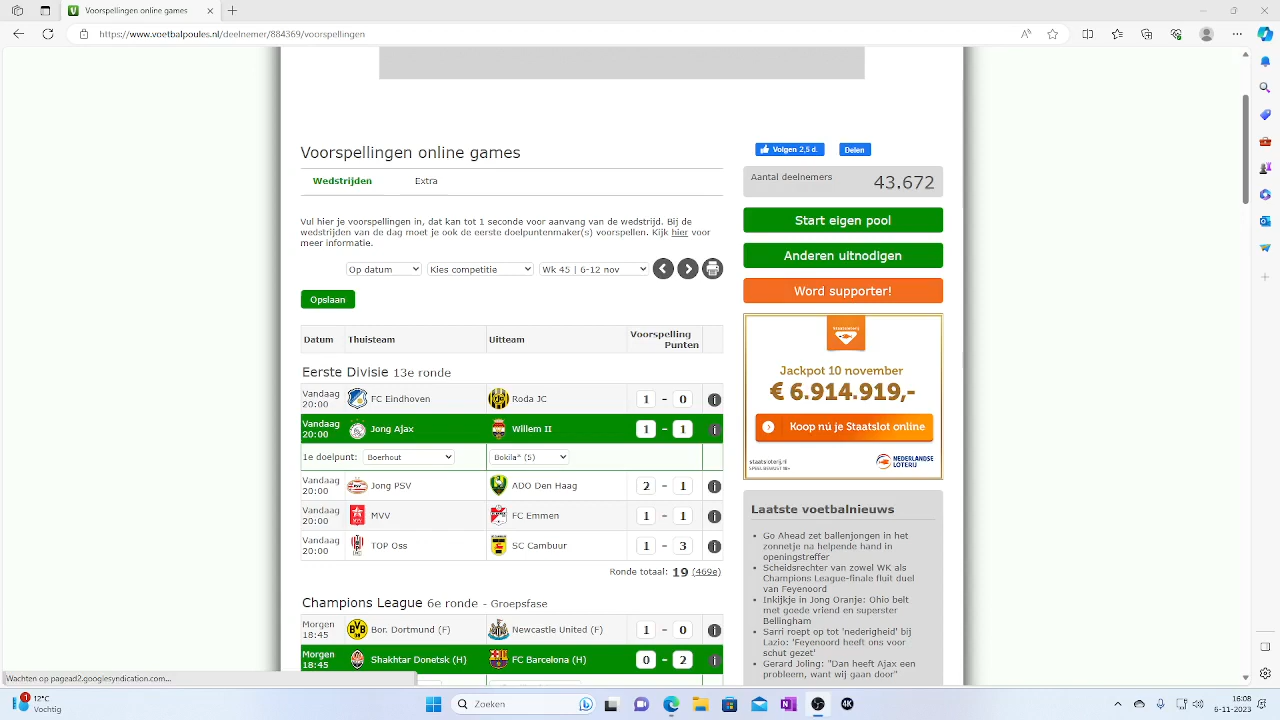 Voorspellingen online games
https://www.voetbalpoules.nl/deelnemer/884369/voorspellingen
Voorspellingen online games
Wedstrijden Extra
Vul hier je voorspellingen in, dat kan tot 1 seconde voor aanvang van de wedstrijd. Bij de
wedstrijden van de dag moet je ook de eerste doelpuntenmaker(s) voorspellen. Kijk hier voor
meer informatie.
Op datum Kies competitie Wk 45 | 6-12 nov
Opslaan
Datum Thuisteam Uitteam Voorspelling
Punten
Eerste Divisie 13e ronde
Vandaag
20:00 FC Eindhoven Roda JC 1 - 0
Vandaag
20:00 Jong Ajax Willem II 1 - 1
1e doelpunt: Boerhout Bokila^ (5)
Vandaag
20:00 Jong PSV ADO Den Haag 2 - 1
Vandaag
20:00 MVV FC Emmen 1 - 1
Vandaag
20:00 TOP Oss SC Cambuur 1 - 3
Ronde totaal: 19 (469e)
Champions League 6e ronde - Groepsfase
Morgen
18:45 Bor. Dortmund (F) Newcastle United (F) 1 - 0
Morgen
18:45 Shakhtar Donetsk (H) FC Barcelona (H) 0 - 2
Volgen 2,5 d. Delen
Aantal deelnemers 43.672
Start eigen pool
Anderen uitnodigen
Word supporter!
Staatsloterij
Jackpot 10 november
€ 6.914.919,-
Koop nú je Staatslot online
staatsloterij.nl
NEDERLANDSE
LOTERIJ
Laatste voetbalnieuws
Go Ahead zet ballenjongen in het
zonnetje na helpende hand in
openingstreffer
Scheidsrechter van zowel WK als
Champions League-finale fluit duel
van Feyenoord
Inkijkje in Jong Oranje: Ohio belt
met goede vriend en superster
Bellingham
Sarri roept op tot 'nederigheid' bij
Lazio: 'Feyenoord heeft ons voor
schut gezet'
Gerard Joling: "Dan heeft Ajax een
probleem, want wij gaan door"
Wachten op pagead2.googlesyndication.com...
1
12°C
Vochtig
Zoeken
4K
16:08
6-11-2023